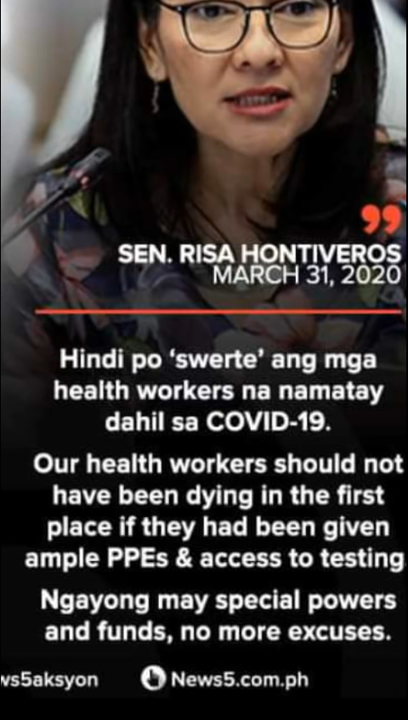 ”
SEN. RISA HONTIVEROS
MARCH 31, 2020
Hindi po ‘swerte’ ang mga
health workers na namatay
dahil sa COVID-19.
Our health workers should not
have been dying in the first
place if they had been given
ample PPEs & access to testing
Ngayong may special powers
and funds, no more excuses.
ws5aksyon News5.com.ph